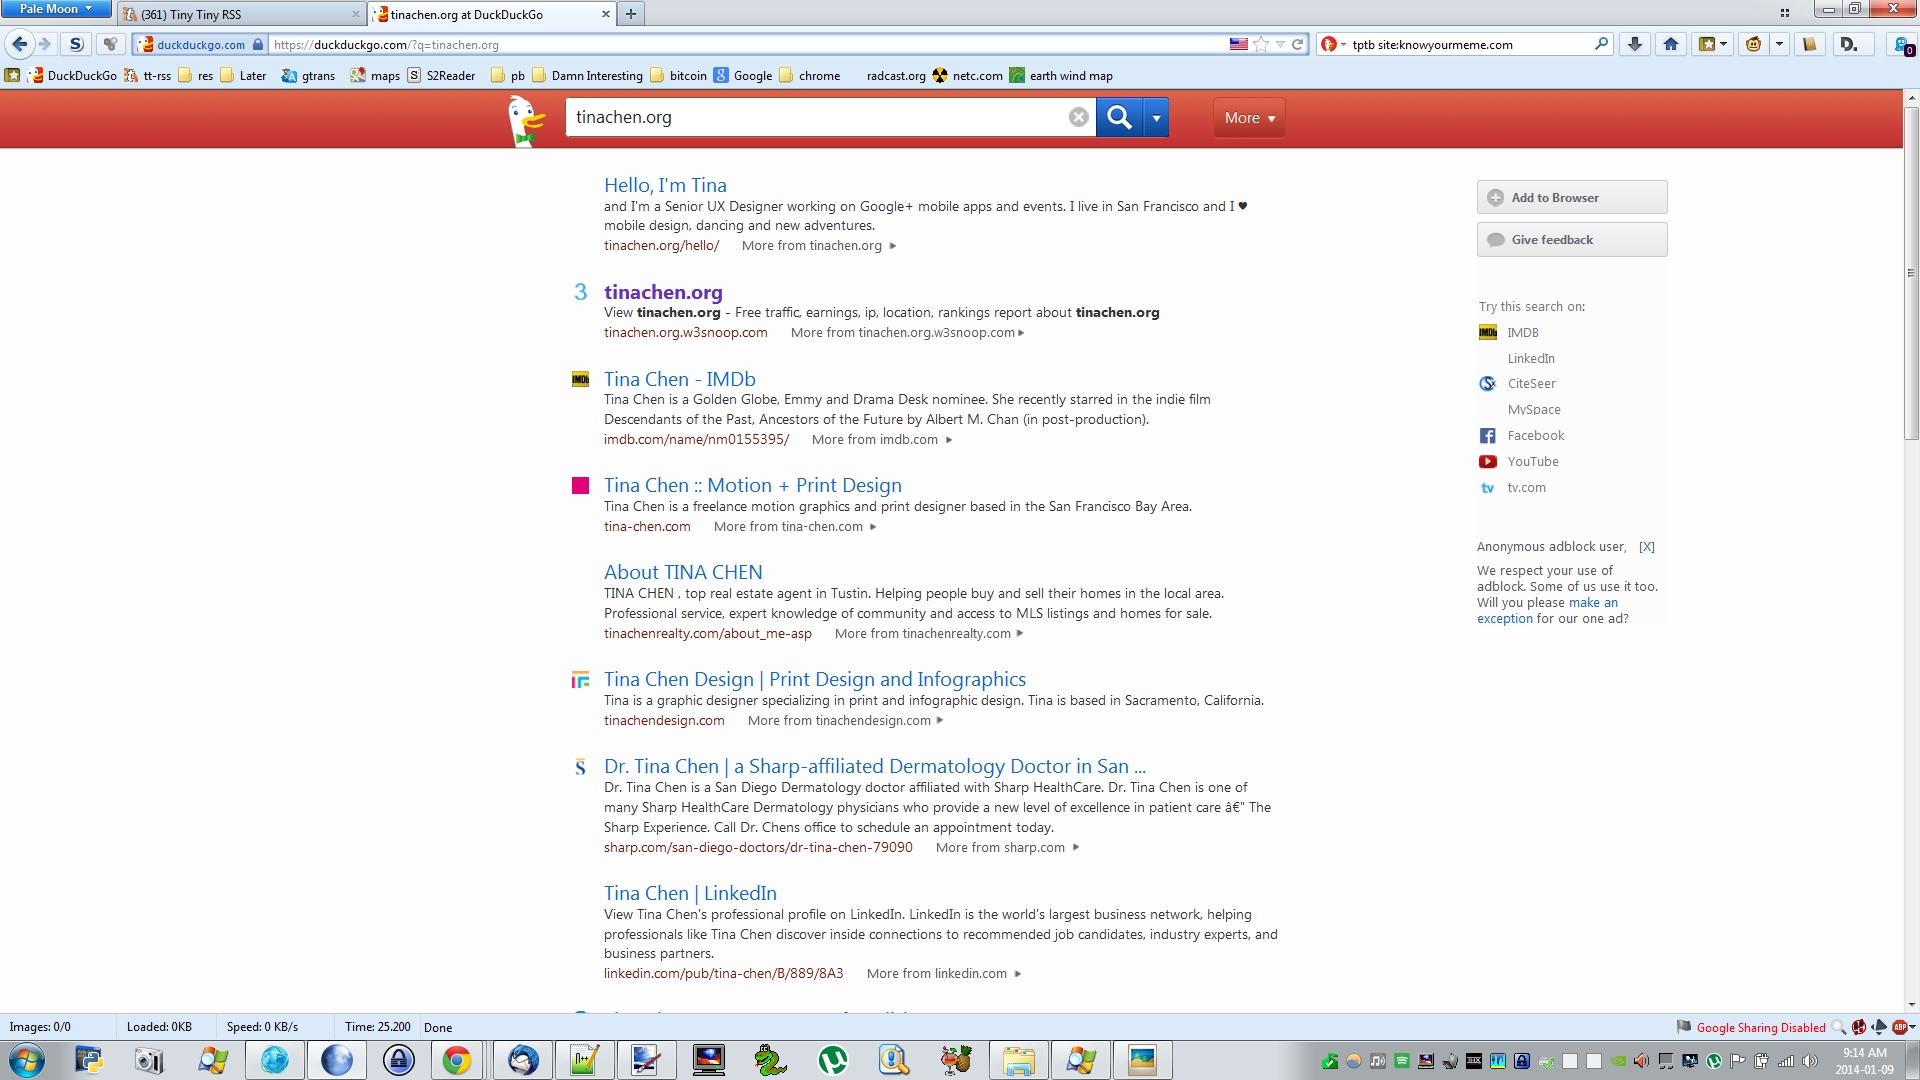 Pale Moon
(361) Tiny Tiny RSS
tinachen.org at DuckDuckGo
duckduckgo.com
https://duckduckgo.com/?q=tinachen.org
tptb site:knowyourmeme.com
D.
0
DuckDuckGo tt-rss res Later gtrans maps S2Reader pb Damn Interesting bitcoin Google chrome radcast.org netc.com earth wind map
tinachen.org
More
Hello, I'm Tina
and I'm a Senior UX Designer working on Google+ mobile apps and events. I live in San Francisco and I ♥
mobile design, dancing and new adventures.
tinachen.org/hello/ More from tinachen.org
3 tinachen.org
View tinachen.org - Free traffic, earnings, ip, location, rankings report about tinachen.org
tinachen.org.w3snoop.com More from tinachen.org.w3snoop.com
IMDb Tina Chen - IMDb
Tina Chen is a Golden Globe, Emmy and Drama Desk nominee. She recently starred in the indie film
Descendants of the Past, Ancestors of the Future by Albert M. Chan (in post-production).
imdb.com/name/nm0155395/ More from imdb.com
Tina Chen :: Motion + Print Design
Tina Chen is a freelance motion graphics and print designer based in the San Francisco Bay Area.
tina-chen.com More from tina-chen.com
About TINA CHEN
TINA CHEN , top real estate agent in Tustin. Helping people buy and sell their homes in the local area.
Professional service, expert knowledge of community and access to MLS listings and homes for sale.
tinachenrealty.com/about_me-asp More from tinachenrealty.com
Tina Chen Design | Print Design and Infographics
Tina is a graphic designer specializing in print and infographic design. Tina is based in Sacramento, California.
tinachendesign.com More from tinachendesign.com
Dr. Tina Chen | a Sharp-affiliated Dermatology Doctor in San ...
Dr. Tina Chen is a San Diego Dermatology doctor affiliated with Sharp HealthCare. Dr. Tina Chen is one of
many Sharp HealthCare Dermatology physicians who provide a new level of excellence in patient care â€" The
Sharp Experience. Call Dr. Chens office to schedule an appointment today.
sharp.com/san-diego-doctors/dr-tina-chen-79090 More from sharp.com
Tina Chen | LinkedIn
View Tina Chen's professional profile on LinkedIn. LinkedIn is the world's largest business network, helping
professionals like Tina Chen discover inside connections to recommended job candidates, industry experts, and
business partners.
linkedin.com/pub/tina-chen/B/889/8A3 More from linkedin.com
Add to Browser
Give feedback
Try this search on:
IMDB
LinkedIn
CiteSeer
MySpace
Facebook
YouTube
tv tv.com
Anonymous adblock user, [X]
We respect your use of
adblock. Some of us use it too.
Will you please make an
exception for our one ad?
Images: 0/0 Loaded: 0KB Speed: 0 KB/s Time: 25.200 Done
Google Sharing Disabled
ABP
9:14 AM
2014-01-09